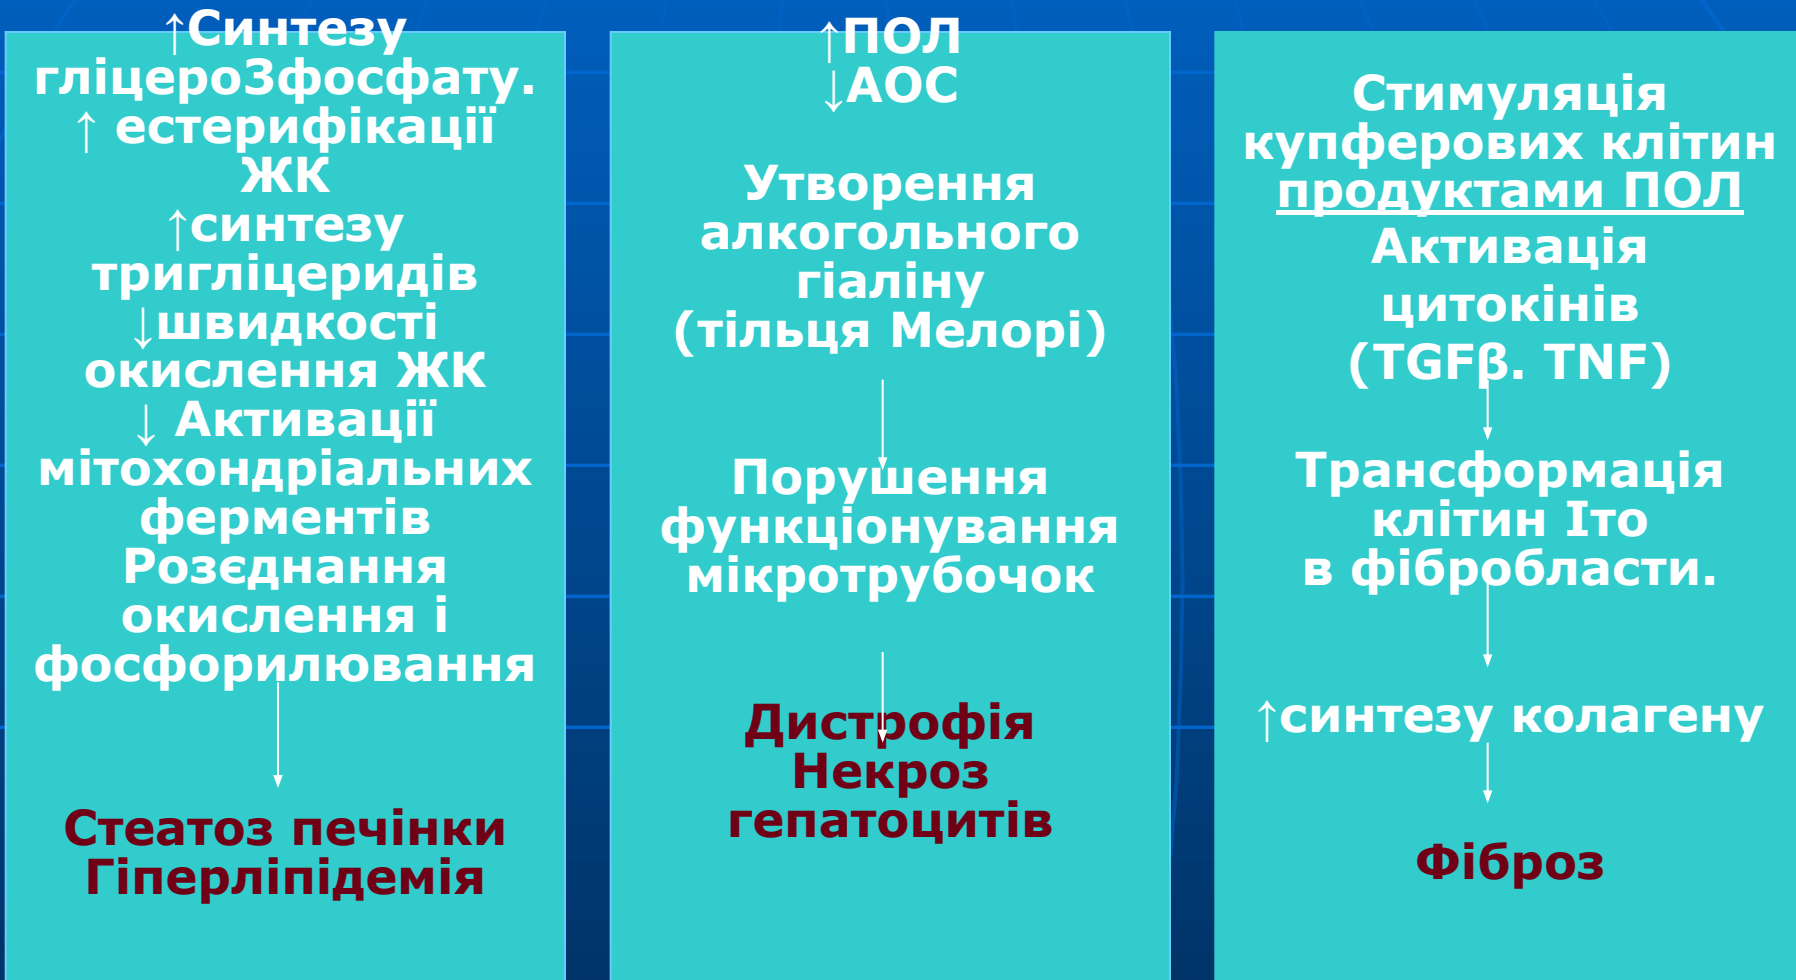 ↑Синтезу
гліцеро3фосфату.
↑ естерифікації
ЖК
↑синтезу
тригліцеридів
↓швидкості
окислення ЖК
↓ Активації
мітохондріальних
ферментів
Розєднання
окислення і
фосфорилювання
Стеатоз печінки
Гіперліпідемія
↑ПОЛ
↓АОС
Утворення
алкогольного
гіаліну
(тільця Мелорі)
Порушення
функціонування
мікротрубочок
Дистрофія
Некроз
гепатоцитів
Стимуляція
купферових клітин
продуктами ПОЛ
Активація
цитокінів
(TGFβ. TNF)
Трансформація
клітин Іто
в фібробласти.
↑синтезу колагену
Фіброз